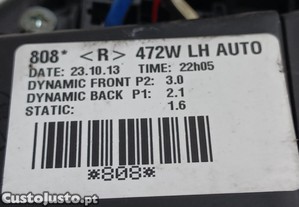 808* <R> 472W LH AUTO
DATE: 23.10.13 TIME: 22h05
DYNAMIC FRONT P2: 3.0
DYNAMIC BACK P1: 2.1
STATIC: 1.6
*808*
CustoJusto.pt